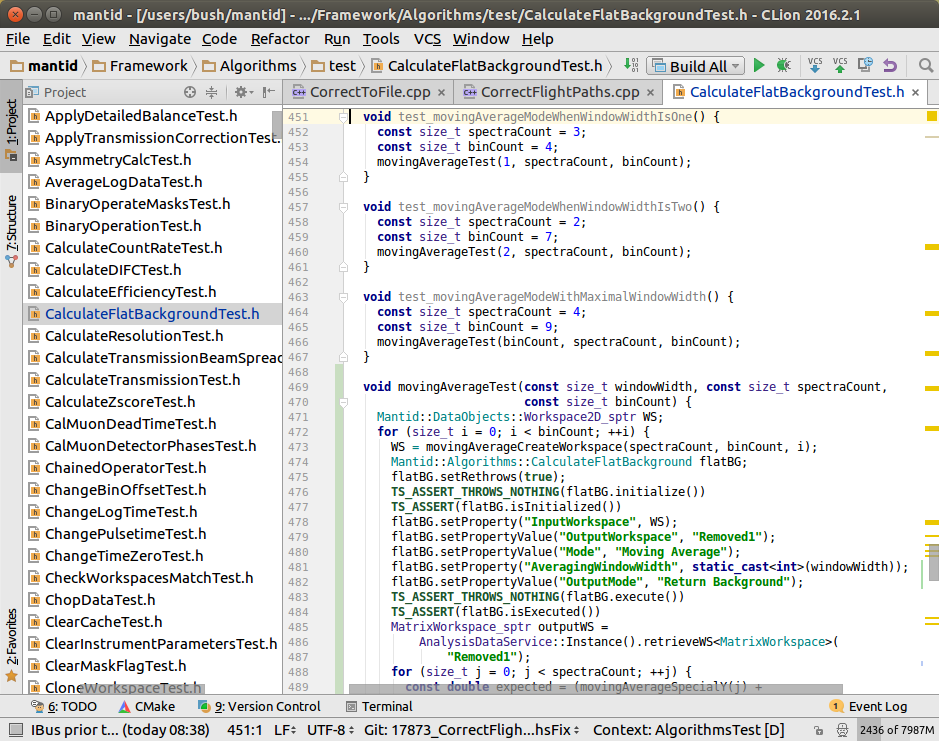 mantid - [/users/bush/mantid] - .../Framework/Algorithms/test/CalculateFlatBackgroundTest.h - CLion 2016.2.1
File Edit View Navigate Code Refactor Run Tools VCS Window Help
mantid Framework Algorithms test CalculateFlatBackgroundTest.h Build All VCS VCS
1: Project
7: Structure
2: Favorites
Project
ApplyDetailedBalanceTest.h
ApplyTransmissionCorrectionTest.
AsymmetryCalcTest.h
AverageLogDataTest.h
BinaryOperateMasksTest.h
BinaryOperationTest.h
CalculateCountRateTest.h
CalculateDIFCTest.h
CalculateEfficiencyTest.h
CalculateFlatBackgroundTest.h
CalculateResolutionTest.h
CalculateTransmissionBeamSpreac
CalculateTransmissionTest.h
CalculateZscoreTest.h
CalMuonDeadTimeTest.h
CalMuonDetectorPhasesTest.h
ChainedOperatorTest.h
ChangeBinOffsetTest.h
ChangeLogTimeTest.h
ChangePulsetimeTest.h
ChangeTimeZeroTest.h
CheckWorkspacesMatchTest.h
ChopDataTest.h
ClearCacheTest.h
ClearInstrumentParametersTest.h
ClearMaskFlagTest.h
CloneWorkspaceTest.h
CorrectToFile.cpp CorrectFlightPaths.cpp CalculateFlatBackgroundTest.h
451 void test_movingAverageModeWhenWindowWidthIsOne() {
452 const size_t spectraCount = 3;
453 const size_t binCount = 4;
454 movingAverageTest(1, spectraCount, binCount);
455 }
456
457 void test_movingAverageModeWhenWindowWidthIsTwo() {
458 const size_t spectraCount = 2;
459 const size_t binCount = 7;
460 movingAverageTest(2, spectraCount, binCount);
461 }
462
463 void test_movingAverageModeWithMaximalWindowWidth() {
464 const size_t spectraCount = 4;
465 const size_t binCount = 9;
466 movingAverageTest(binCount, spectraCount, binCount);
467 }
468
469 void movingAverageTest(const size_t windowWidth, const size_t spectraCount,
470 const size_t binCount) {
471 Mantid::DataObjects::Workspace2D_sptr WS;
472 for (size_t i = 0; i < binCount; ++i) {
473 WS = movingAverageCreateWorkspace(spectraCount, binCount, i);
474 Mantid::Algorithms::CalculateFlatBackground flatBG;
475 flatBG.setRethrows(true);
476 TS_ASSERT_THROWS_NOTHING(flatBG.initialize())
477 TS_ASSERT(flatBG.isInitialized())
478 flatBG.setProperty("InputWorkspace", WS);
479 flatBG.setPropertyValue("OutputWorkspace", "Removed1");
480 flatBG.setPropertyValue("Mode", "Moving Average");
481 flatBG.setProperty("AveragingWindowWidth", static_cast<int>(windowWidth));
482 flatBG.setPropertyValue("OutputMode", "Return Background");
483 TS_ASSERT_THROWS_NOTHING(flatBG.execute())
484 TS_ASSERT(flatBG.isExecuted())
485 MatrixWorkspace_sptr outputWS =
486 AnalysisDataService::Instance().retrieveWS<MatrixWorkspace>(
487 "Removed1");
488 for (size_t j = 0; j < spectraCount; ++j) {
489 const double expected = (movingAverageSpecialY(j) +
6: TODO CMake 9: Version Control Terminal 1 Event Log
IBus prior t... (today 08:38) 451:1 LF UTF-8 Git: 17873_CorrectFligh...hsFix Context: AlgorithmsTest [D] 2436 of 7987M